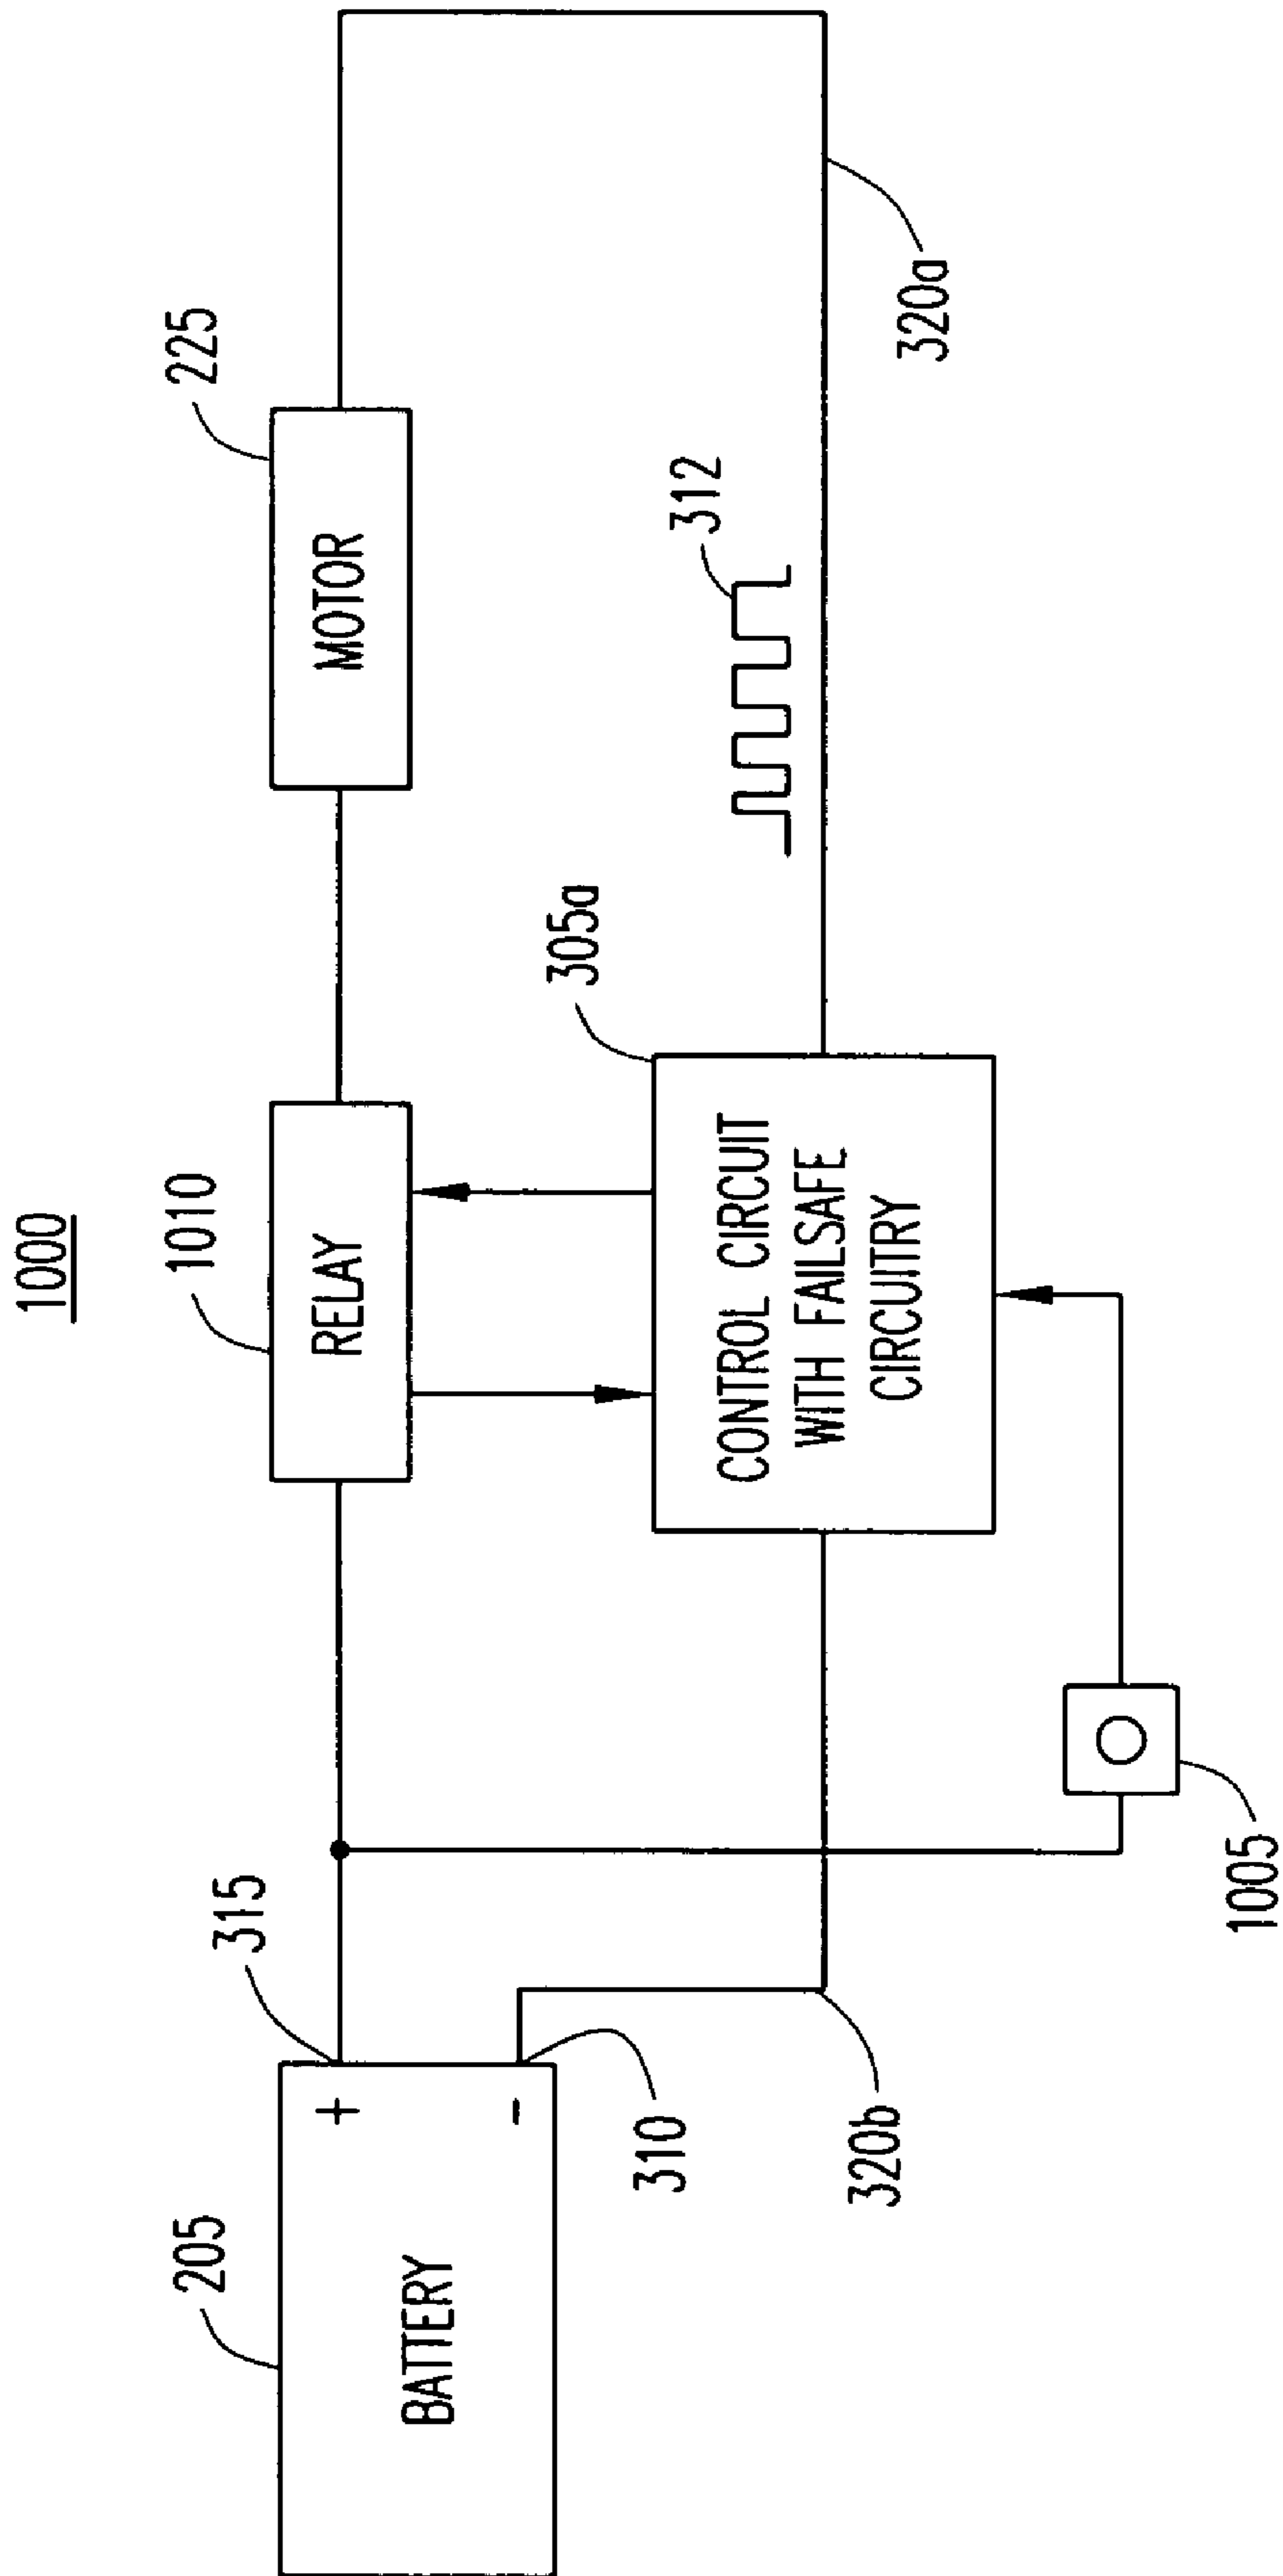 1000
205
BATTERY
+
-
315
310
320b
1005
1010
RELAY
305a
CONTROL CIRCUIT
WITH FAILSAFE
CIRCUITRY
225
MOTOR
312
320a